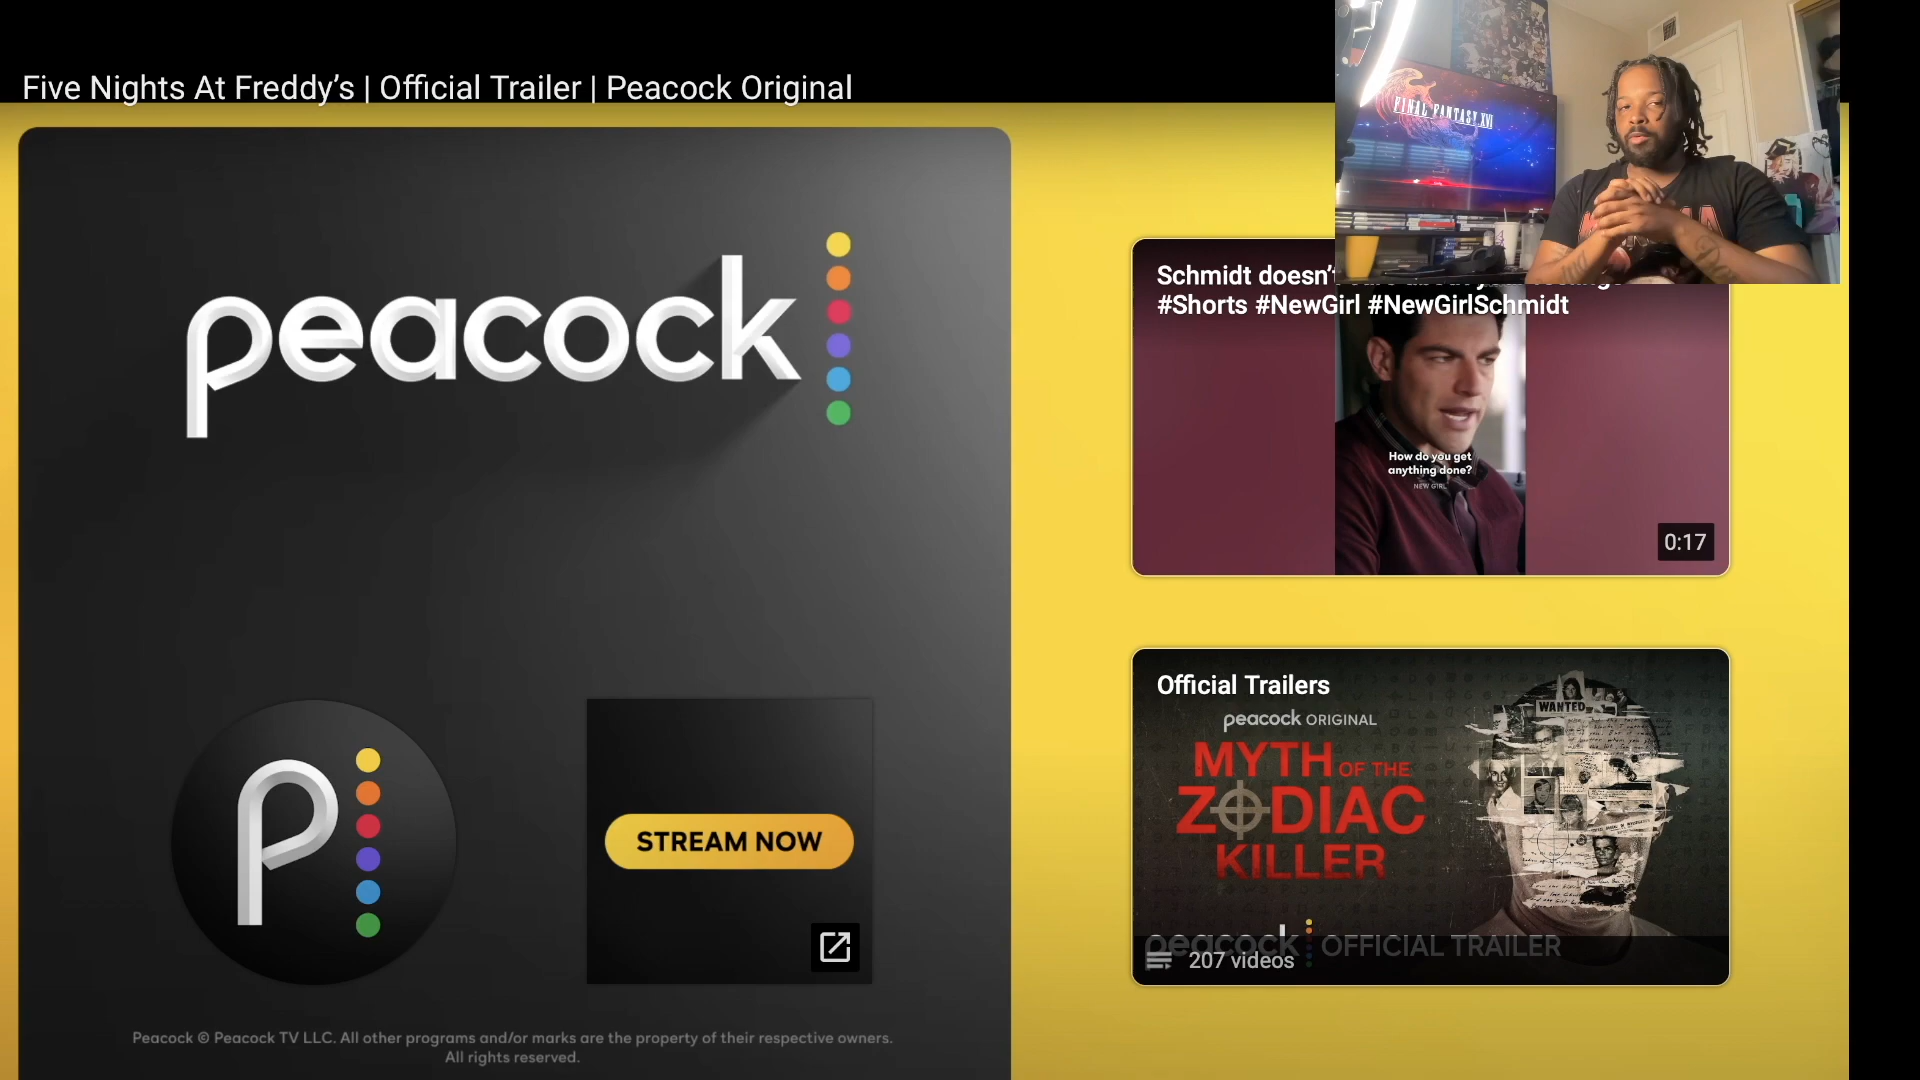 Five Nights At Freddy's | Official Trailer | Peacock Original
FINAL FANTASY XVI
peacock
Schmidt doesn't
#Shorts #NewGirl #NewGirlSchmidt
How do you get
anything done?
NEW GIRL
0:17
Official Trailers
peacock ORIGINAL
WANTED
MYTH OF THE
ZODIAC
KILLER
peacock OFFICIAL TRAILER
207 videos
P
STREAM NOW
Peacock © Peacock TV LLC. All other programs and/or marks are the property of their respective owners.
All rights reserved.